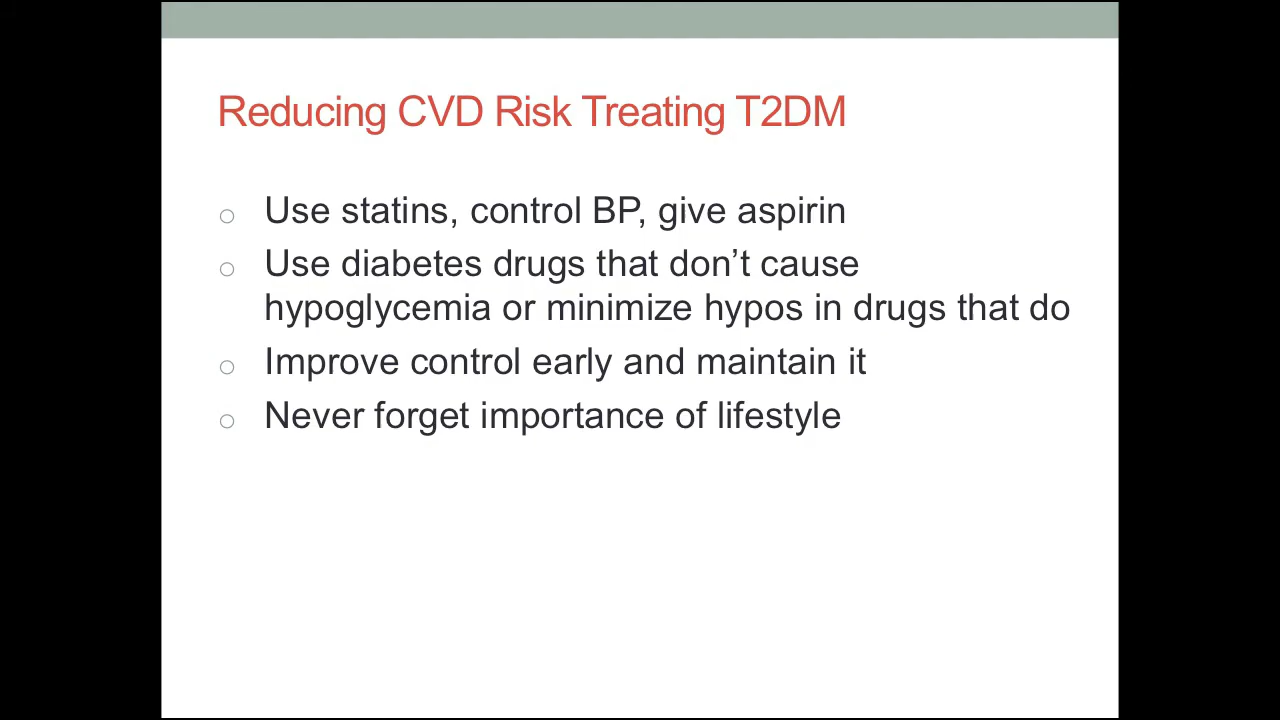 Reducing CVD Risk Treating T2DM
Use statins, control BP, give aspirin
Use diabetes drugs that don’t cause
hypoglycemia or minimize hypos in drugs that do
Improve control early and maintain it
Never forget importance of lifestyle